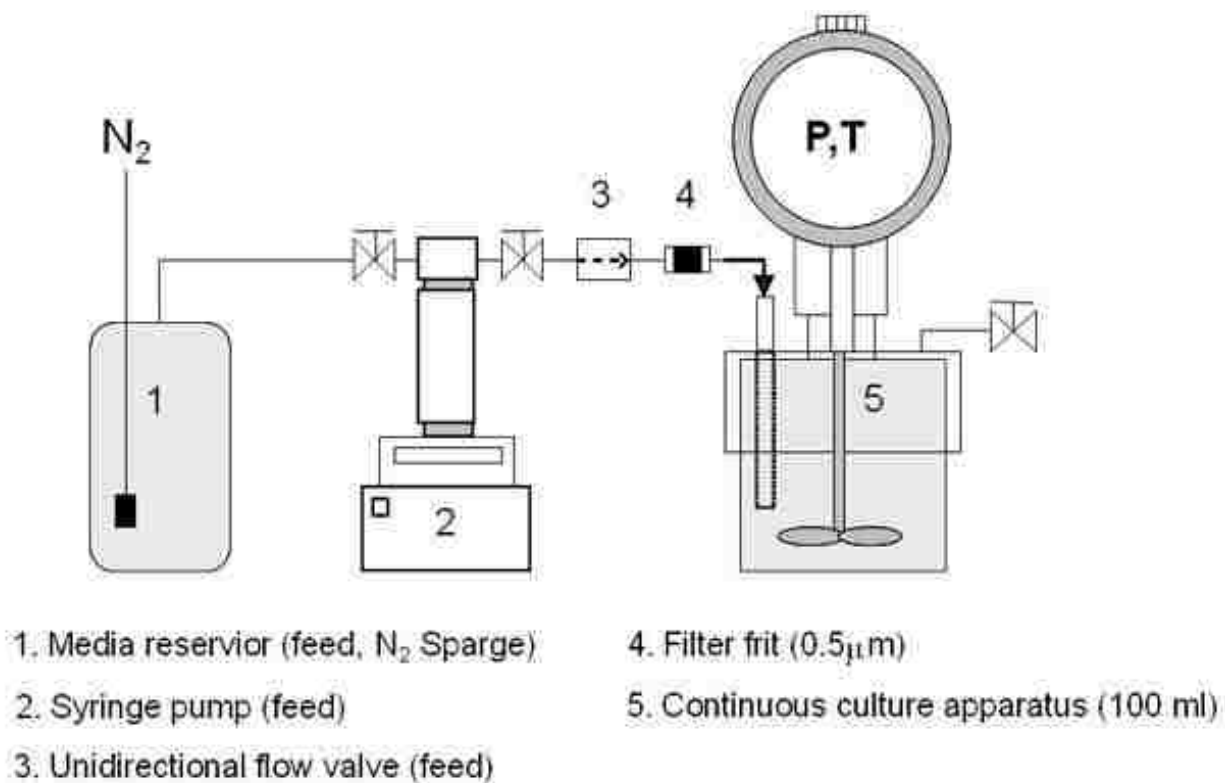 N₂
P,T
3
4
1
5
2
1. Media reservior (feed, N₂ Sparge)
4. Filter frit (0.5μm)
2. Syringe pump (feed)
5. Continuous culture apparatus (100 ml)
3. Unidirectional flow valve (feed)